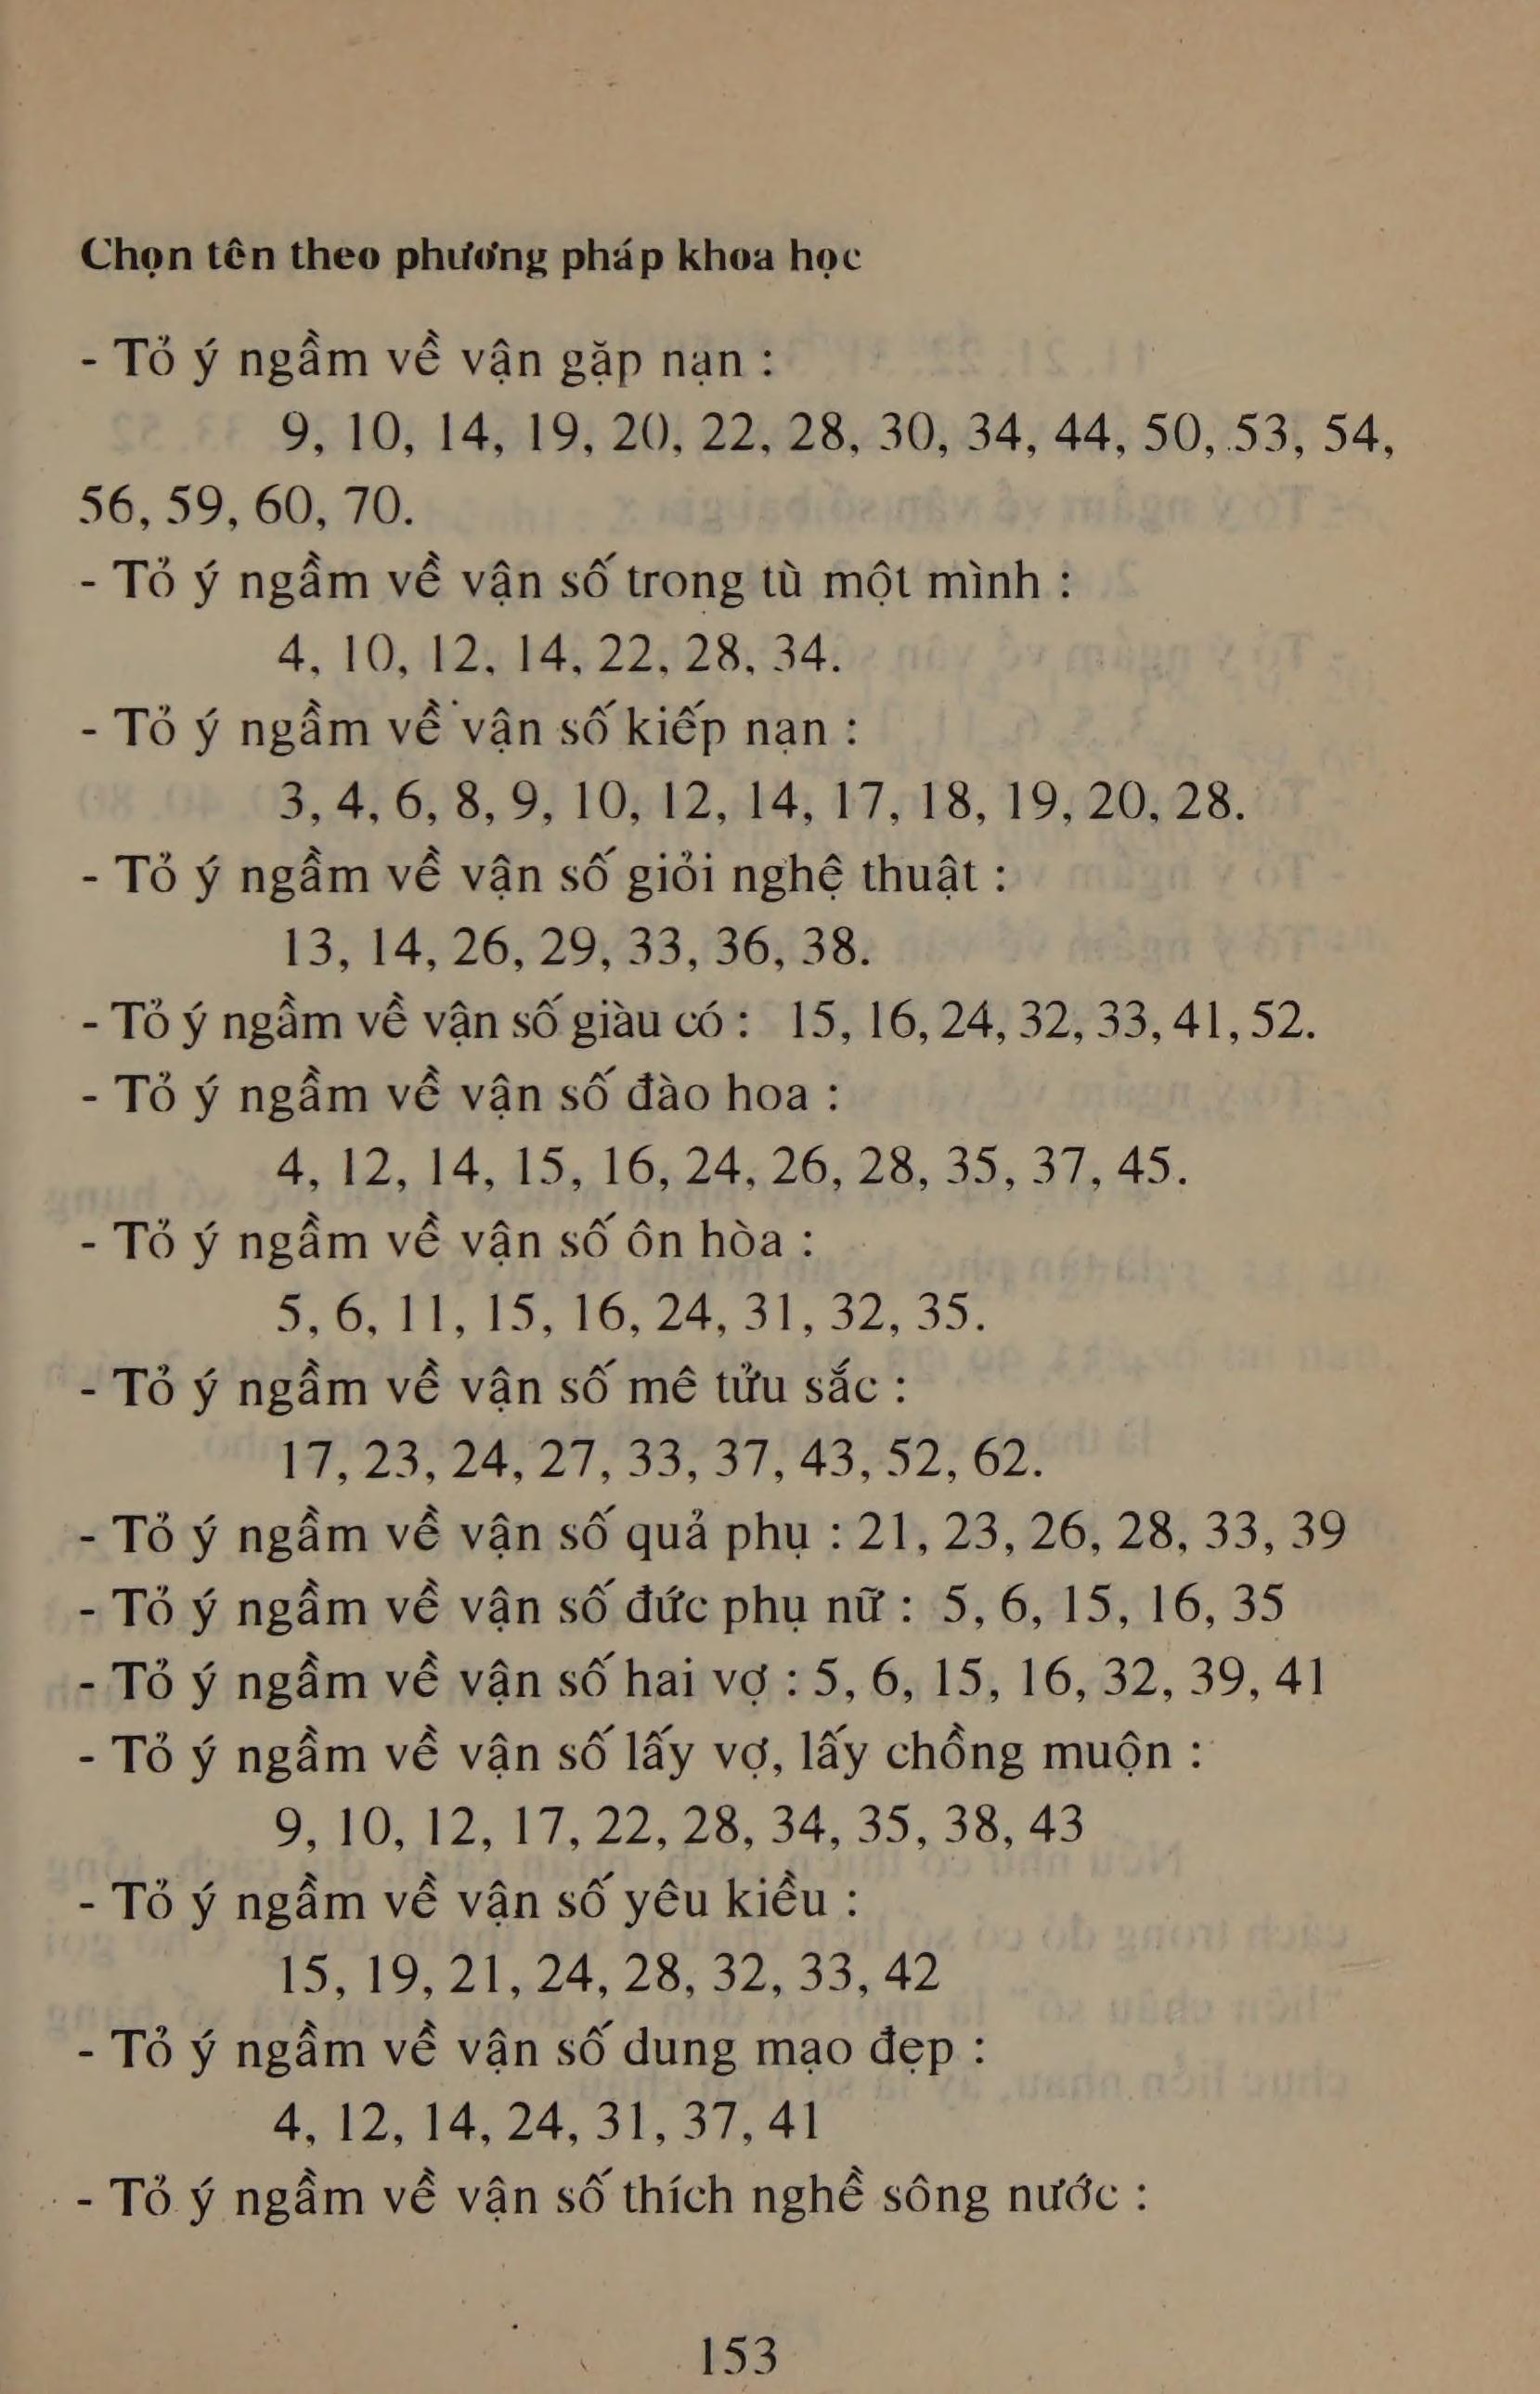 Chọn tên theo phương pháp khoa học
- Tỏ ý ngầm về vận gặp nạn :
9, 10, 14, 19, 20, 22, 28, 30, 34, 44, 50, 53, 54,
56, 59, 60, 70.
- Tỏ ý ngầm về vận số trong tù một mình :
4, 10, 12, 14, 22, 28, 34.
- Tỏ ý ngầm về vận số kiếp nạn :
3, 4, 6, 8, 9, 10, 12, 14, 17, 18, 19, 20, 28.
- Tỏ ý ngầm về vận số giỏi nghệ thuật :
13, 14, 26, 29, 33, 36, 38.
- Tỏ ý ngầm về vận số giàu có : 15, 16, 24, 32, 33, 41, 52.
- Tỏ ý ngầm về vận số đào hoa :
4, 12, 14, 15, 16, 24, 26, 28, 35, 37, 45.
- Tỏ ý ngầm về vận số ôn hòa :
5, 6, 11, 15, 16, 24, 31, 32, 35.
- Tỏ ý ngầm về vận số mê tửu sắc :
17, 23, 24, 27, 33, 37, 43, 52, 62.
- Tỏ ý ngầm về vận số quả phụ : 21, 23, 26, 28, 33, 39
- Tỏ ý ngầm về vận số đức phụ nữ : 5, 6, 15, 16, 35
- Tỏ ý ngầm về vận số hai vợ : 5, 6, 15, 16, 32, 39, 41
- Tỏ ý ngầm về vận số lấy vợ, lấy chồng muộn :
9, 10, 12, 17, 22, 28, 34, 35, 38, 43
- Tỏ ý ngầm về vận số yêu kiều :
15, 19, 21, 24, 28, 32, 33, 42
- Tỏ ý ngầm về vận số dung mạo đẹp :
4, 12, 14, 24, 31, 37, 41
- Tỏ ý ngầm về vận số thích nghề sông nước :
153